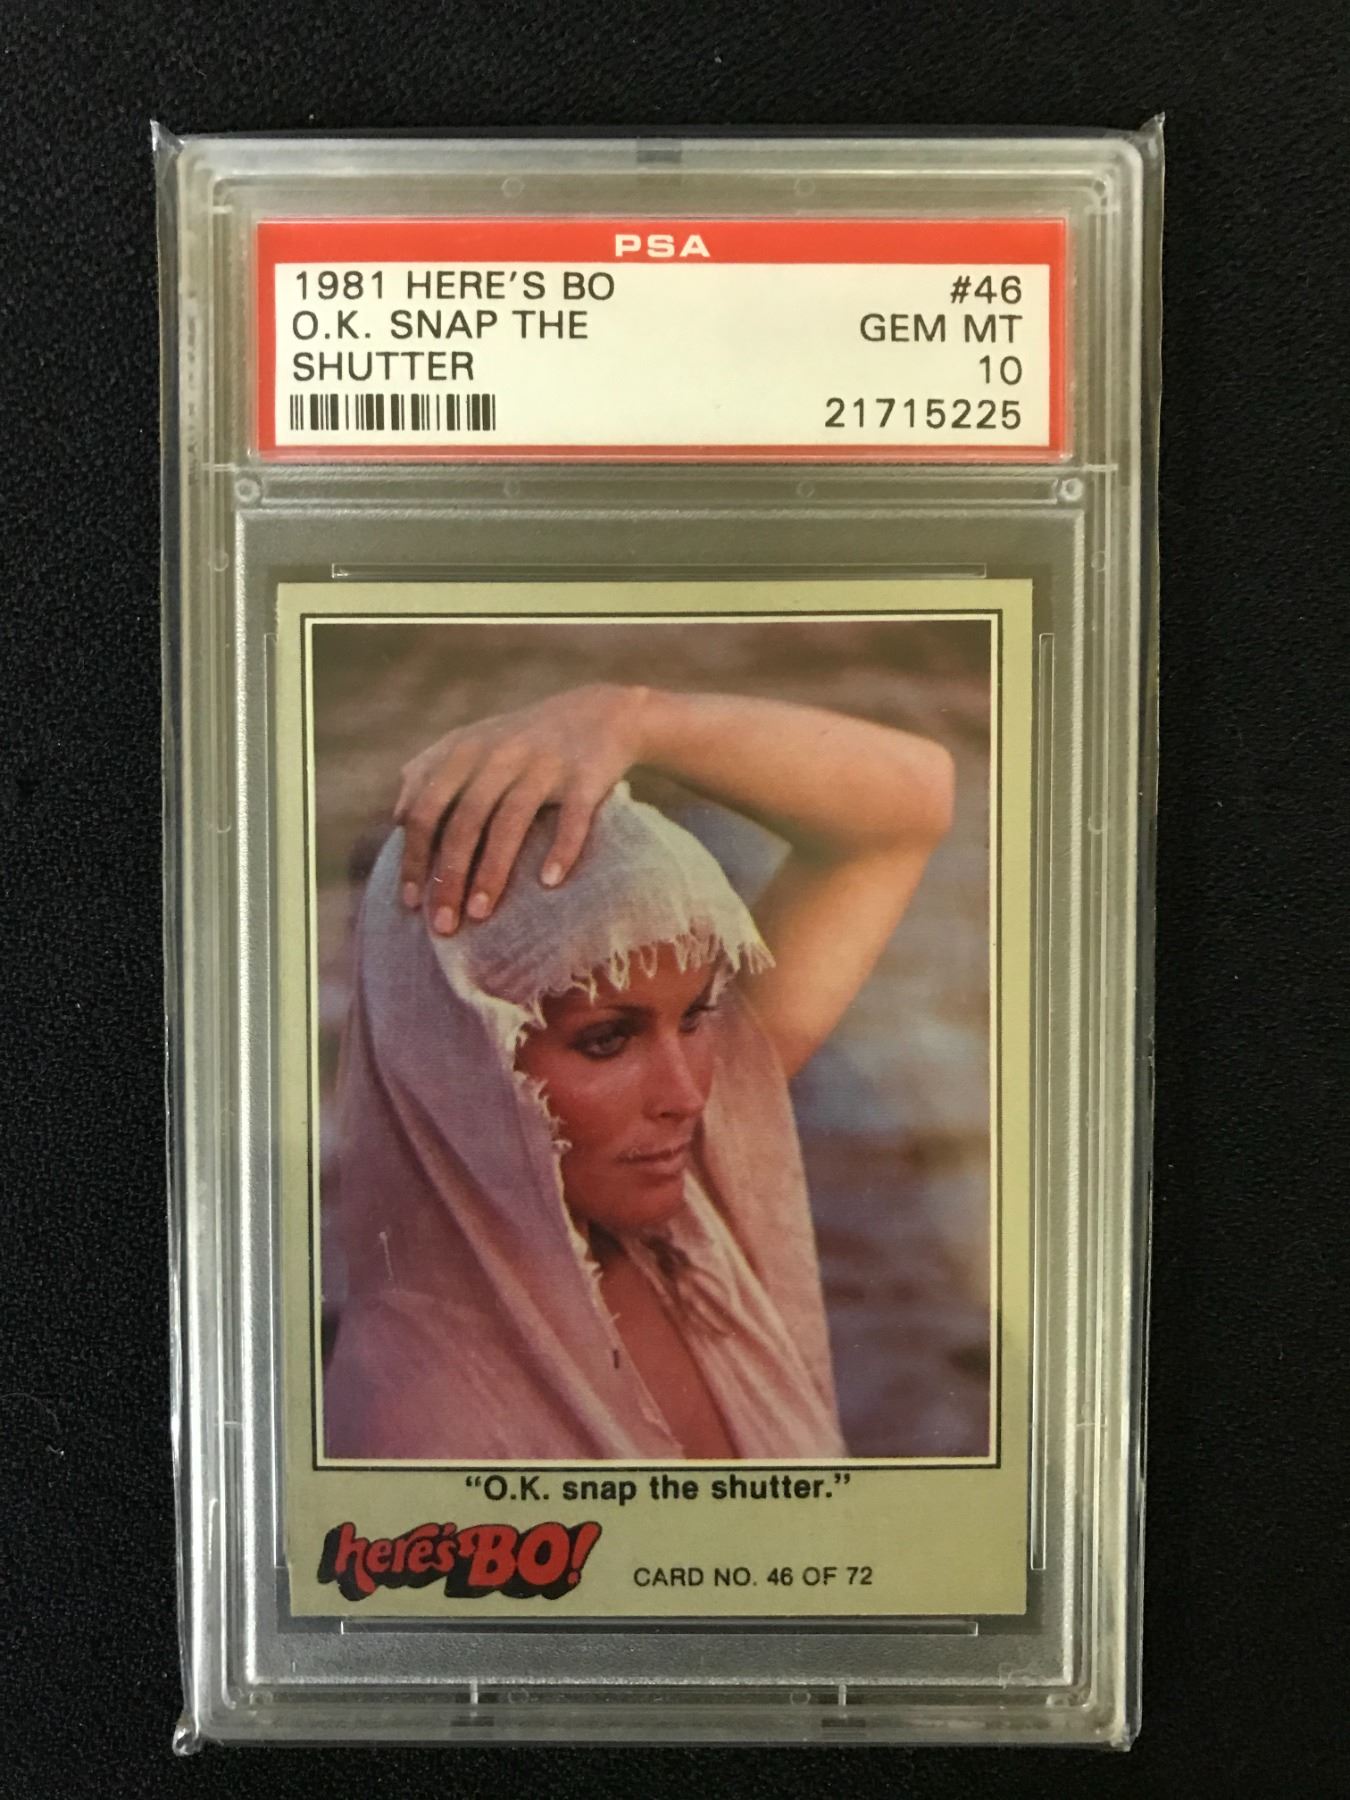 PSA
1981 HERE'S BO #46
O.K. SNAP THE GEM MT
SHUTTER 10
21715225
"O.K. snap the shutter."
here's BO!
CARD NO. 46 OF 72